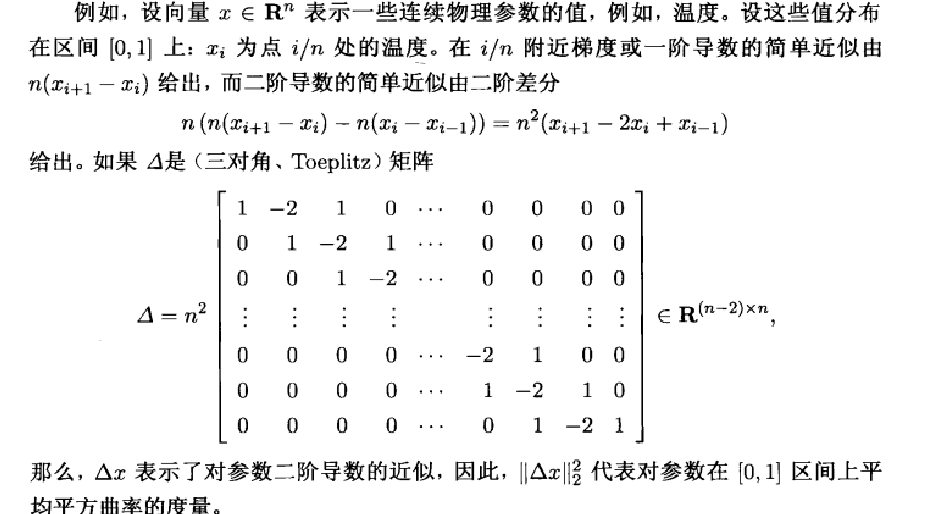 例如，设向量 x ∈ Rⁿ 表示一些连续物理参数的值，例如，温度。设这些值分布
在区间 [0,1] 上：xᵢ 为点 i/n 处的温度。在 i/n 附近梯度或一阶导数的简单近似由
n(xᵢ₊₁ − xᵢ) 给出，而二阶导数的简单近似由二阶差分
n (n(xᵢ₊₁ − xᵢ) − n(xᵢ − xᵢ₋₁)) = n²(xᵢ₊₁ − 2xᵢ + xᵢ₋₁)
给出。如果 Δ是（三对角、Toeplitz）矩阵
1 −2 1 0 ⋯ 0 0 0 0
0 1 −2 1 ⋯ 0 0 0 0
0 0 1 −2 ⋯ 0 0 0 0
Δ = n² ⋮ ⋮ ⋮ ⋮ ⋮ ⋮ ⋮ ⋮ ∈ R⁽ⁿ⁻²⁾ˣⁿ,
0 0 0 0 ⋯ −2 1 0 0
0 0 0 0 ⋯ 1 −2 1 0
0 0 0 0 ⋯ 0 1 −2 1
那么，Δx 表示了对参数二阶导数的近似，因此，‖Δx‖₂² 代表对参数在 [0,1] 区间上平
均平方曲率的度量。